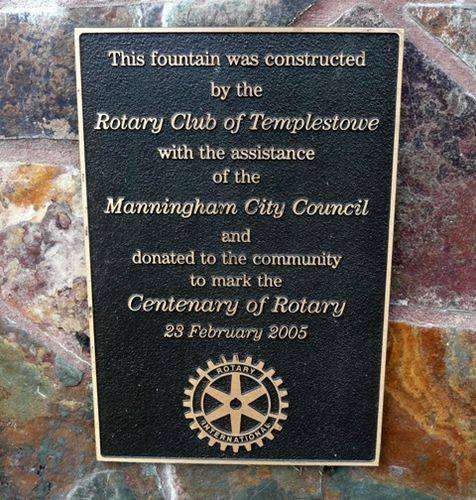 This fountain was constructed
by the
Rotary Club of Templestowe
with the assistance
of the
Manningham City Council
and
donated to the community
to mark the
Centenary of Rotary
23 February 2005
ROTARY
INTERNATIONAL